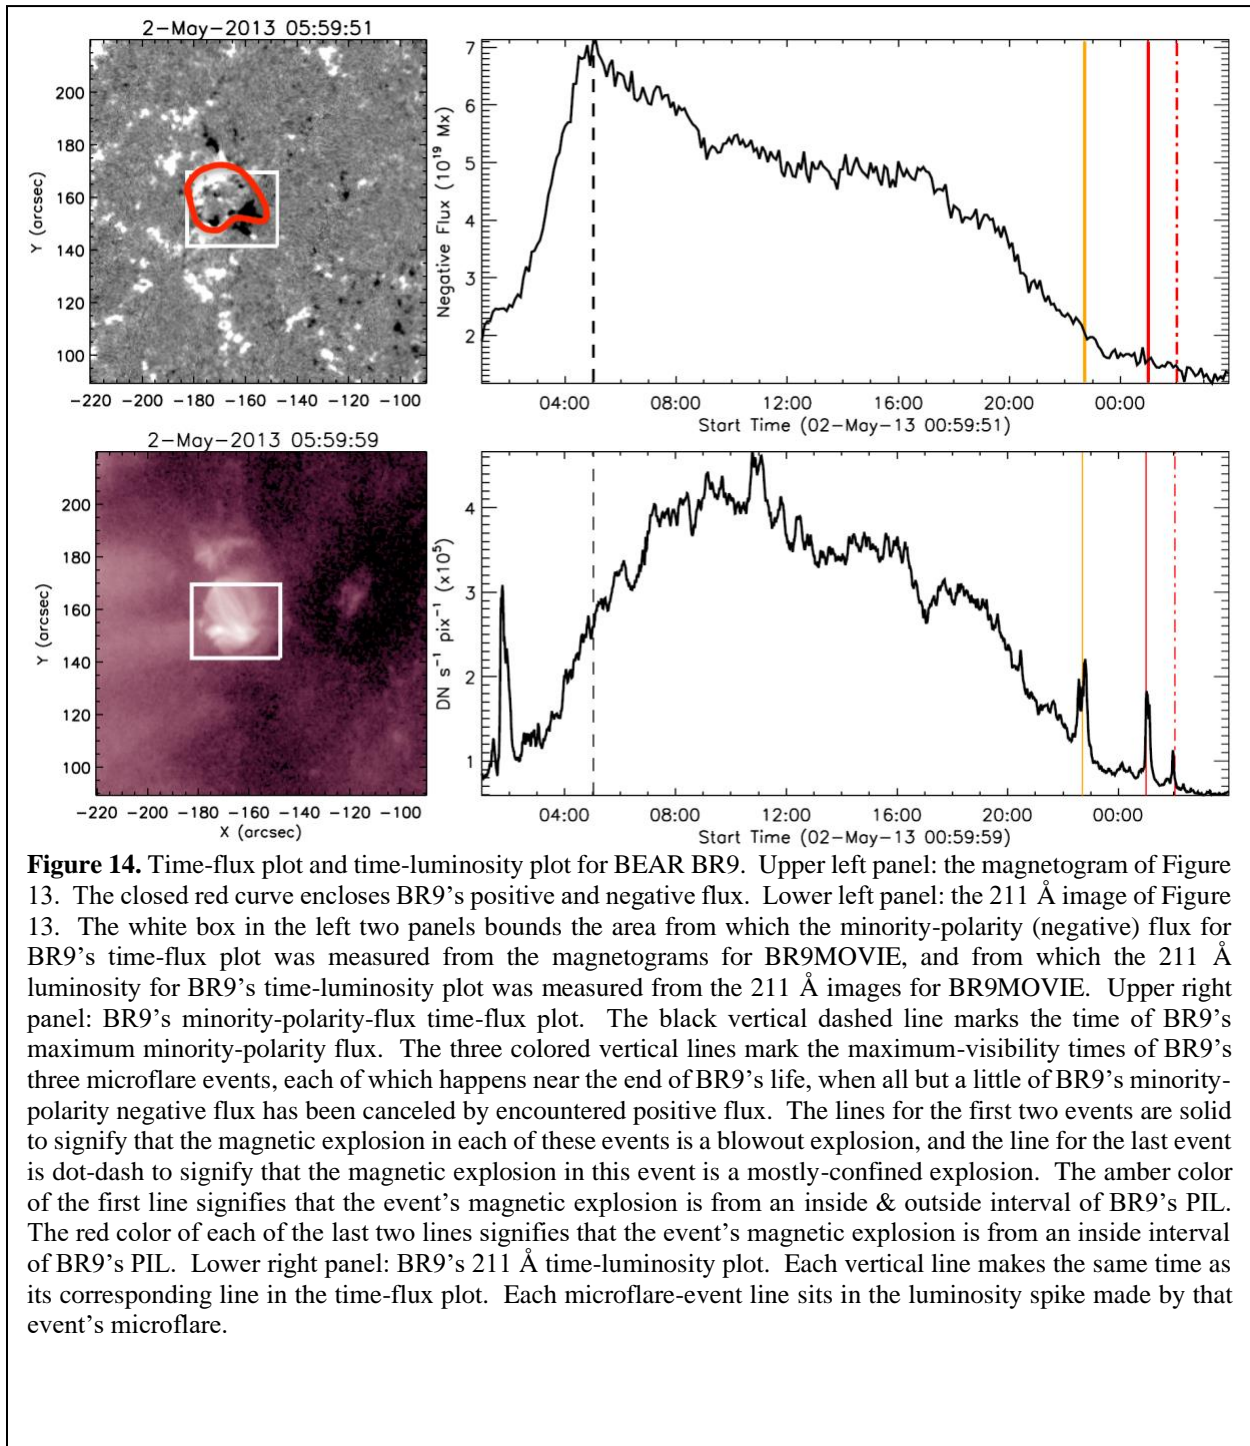 2-May-2013 05:59:51
Y (arcsec)
200
180
160
140
120
100
-220 -200 -180 -160 -140 -120 -100
Negative Flux (10¹⁹ Mx)
7
6
5
4
3
2
04:00 08:00 12:00 16:00 20:00 00:00
Start Time (02-May-13 00:59:51)
2-May-2013 05:59:59
Y (arcsec)
200
180
160
140
120
100
-220 -200 -180 -160 -140 -120 -100
X (arcsec)
DN s⁻¹ pix⁻¹ (x10⁵)
4
3
2
1
04:00 08:00 12:00 16:00 20:00 00:00
Start Time (02-May-13 00:59:59)
Figure 14. Time-flux plot and time-luminosity plot for BEAR BR9. Upper left panel: the magnetogram of Figure
13. The closed red curve encloses BR9's positive and negative flux. Lower left panel: the 211 Å image of Figure
13. The white box in the left two panels bounds the area from which the minority-polarity (negative) flux for
BR9's time-flux plot was measured from the magnetograms for BR9MOVIE, and from which the 211 Å
luminosity for BR9's time-luminosity plot was measured from the 211 Å images for BR9MOVIE. Upper right
panel: BR9's minority-polarity-flux time-flux plot. The black vertical dashed line marks the time of BR9's
maximum minority-polarity flux. The three colored vertical lines mark the maximum-visibility times of BR9's
three microflare events, each of which happens near the end of BR9's life, when all but a little of BR9's minority-
polarity negative flux has been canceled by encountered positive flux. The lines for the first two events are solid
to signify that the magnetic explosion in each of these events is a blowout explosion, and the line for the last event
is dot-dash to signify that the magnetic explosion in this event is a mostly-confined explosion. The amber color
of the first line signifies that the event's magnetic explosion is from an inside & outside interval of BR9's PIL.
The red color of each of the last two lines signifies that the event's magnetic explosion is from an inside interval
of BR9's PIL. Lower right panel: BR9's 211 Å time-luminosity plot. Each vertical line makes the same time as
its corresponding line in the time-flux plot. Each microflare-event line sits in the luminosity spike made by that
event's microflare.